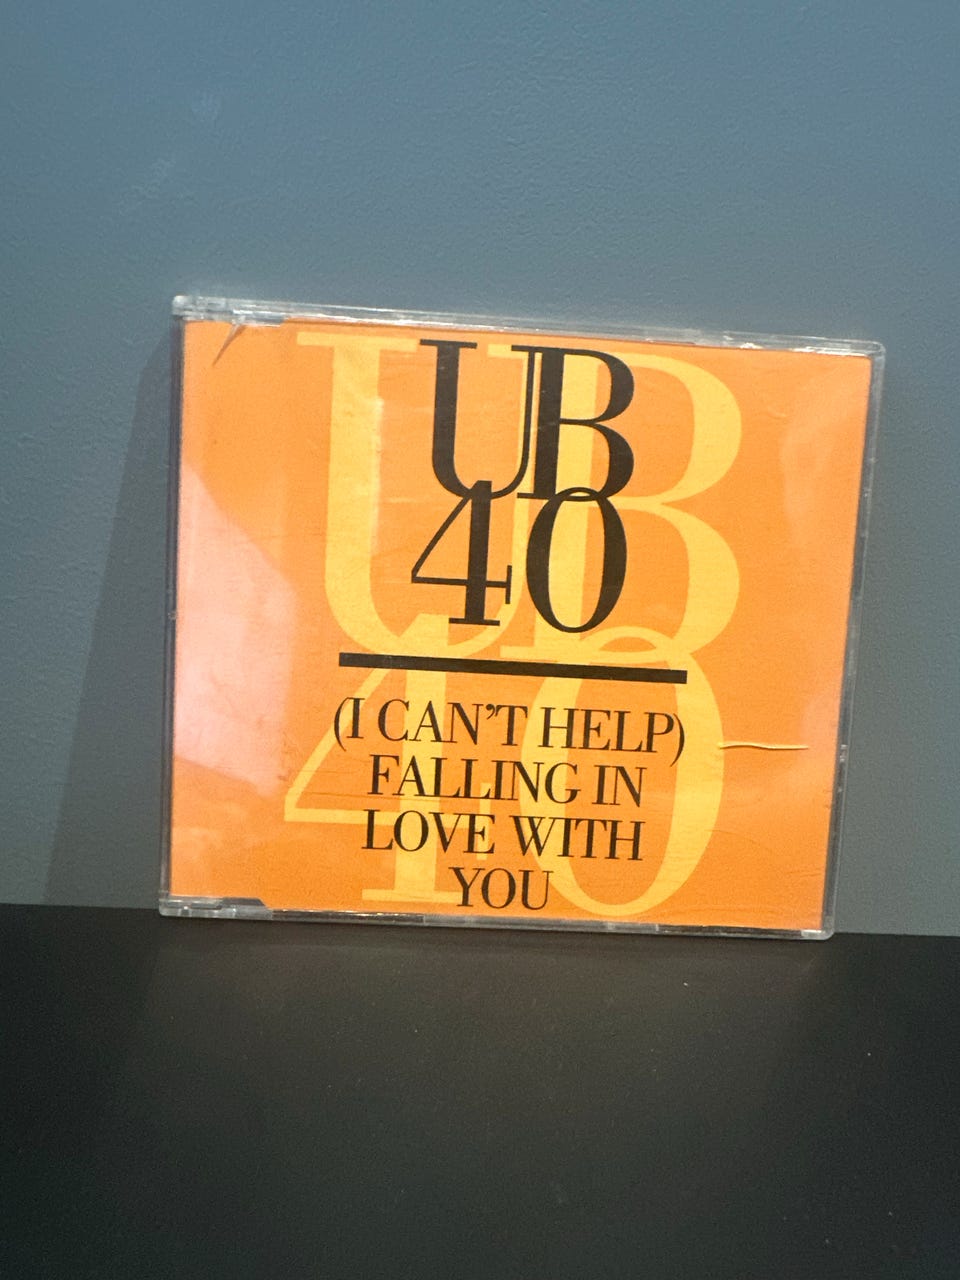 UB
40
(I CAN'T HELP)
FALLING IN
LOVE WITH
YOU